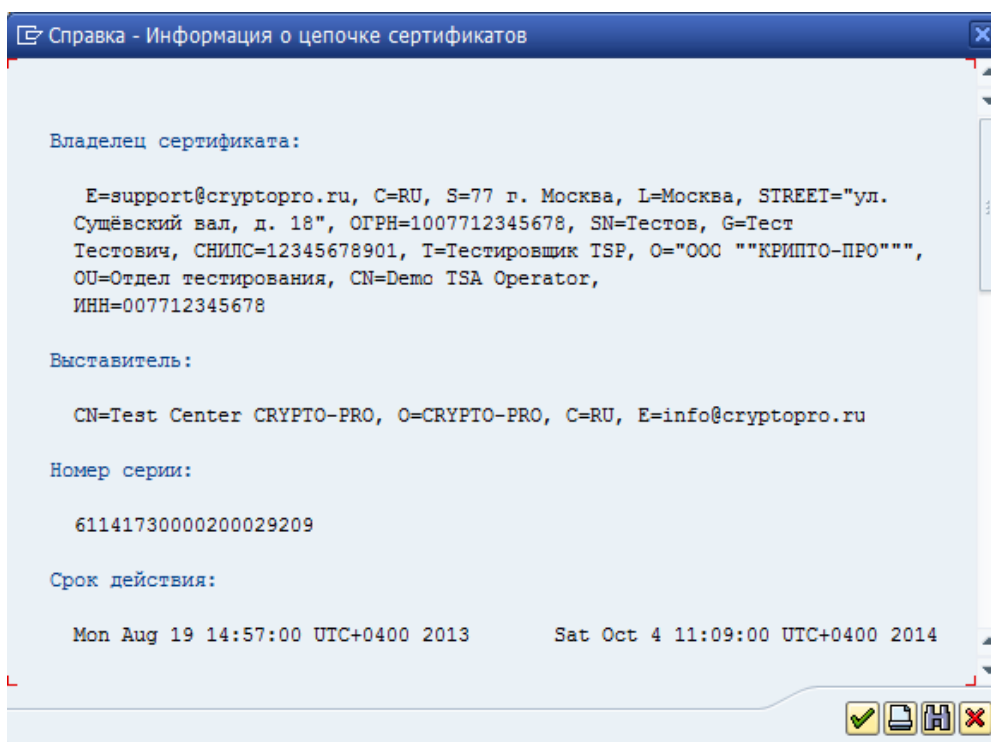 Справка - Информация о цепочке сертификатов
Владелец сертификата:
E=support@cryptopro.ru, C=RU, S=77 г. Москва, L=Москва, STREET="ул.
Сущёвский вал, д. 18", ОГРН=1007712345678, SN=Тестов, G=Тест
Тестович, СНИЛС=12345678901, T=Тестировщик TSP, O="ООО ""КРИПТО-ПРО""",
OU=Отдел тестирования, CN=Demo TSA Operator,
ИНН=007712345678
Выставитель:
CN=Test Center CRYPTO-PRO, O=CRYPTO-PRO, C=RU, E=info@cryptopro.ru
Номер серии:
61141730000200029209
Срок действия:
Mon Aug 19 14:57:00 UTC+0400 2013 Sat Oct 4 11:09:00 UTC+0400 2014